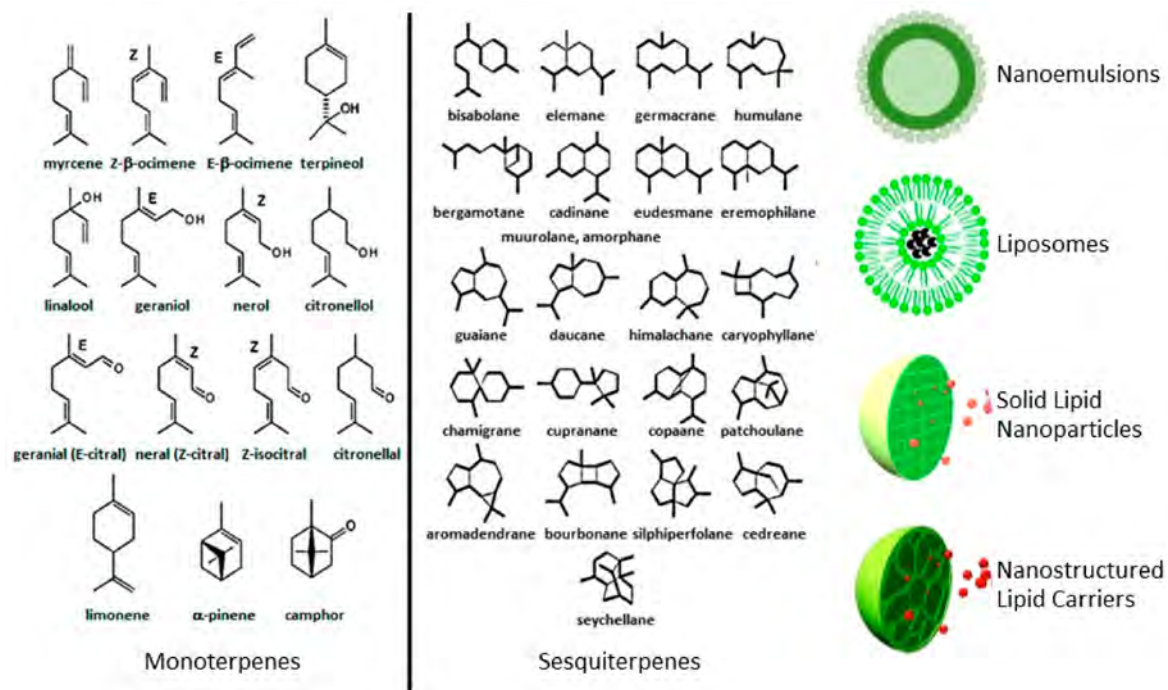 Z
E
OH
myrcene Z-β-ocimene E-β-ocimene terpineol
OH
E
OH
Z
OH
OH
linalool geraniol nerol citronellol
E
O
Z
O
Z
O
O
geranial (E-citral) neral (Z-citral) Z-isocitral citronellal
O
limonene α-pinene camphor
Monoterpenes
bisabolane elemane germacrane humulane
bergamotane cadinane eudesmane eremophilane
muurolane, amorphane
guaiane daucane himalachane caryophyllane
chamigrane cupranane copaane patchoulane
aromadendrane bourbonane silphiperfolane cedreane
seychellane
Sesquiterpenes
Nanoemulsions
Liposomes
Solid Lipid
Nanoparticles
Nanostructured
Lipid Carriers